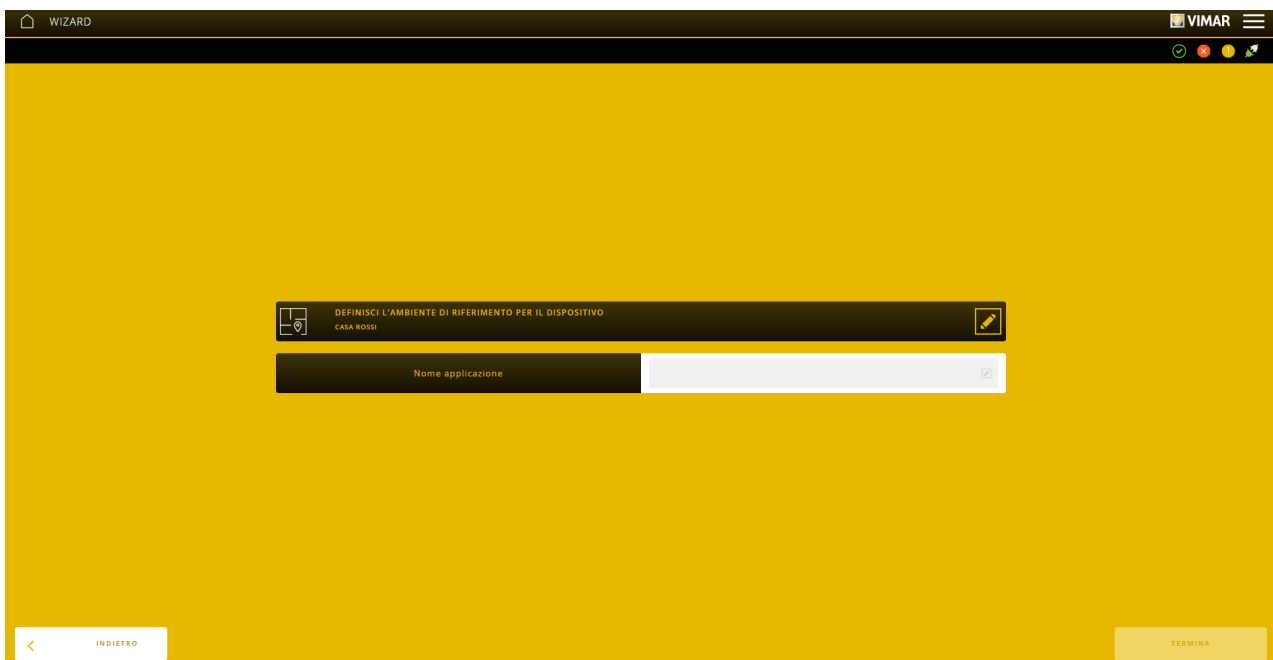 WIZARD
VIMAR
DEFINISCI L'AMBIENTE DI RIFERIMENTO PER IL DISPOSITIVO
CASA ROSSI
Nome applicazione
INDIETRO
TERMINA